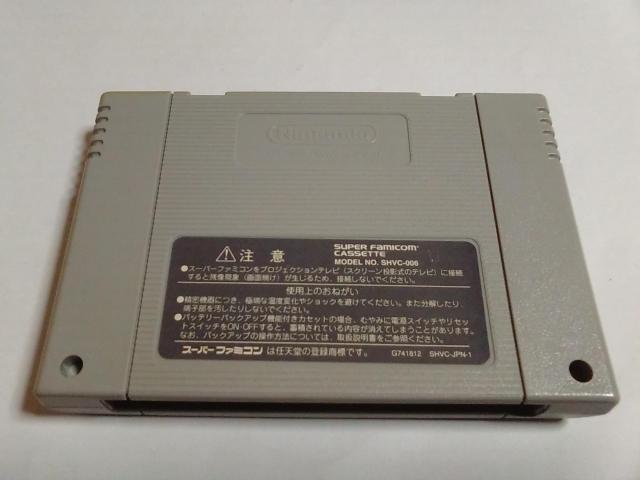 Nintendo
⚠注意
SUPER FAMICOM
CASSETTE
MODEL NO. SHVC-006
●スーパーファミコンをプロジェクションテレビ(スクリーン投影式のテレビ)に接続
すると残像現象(画面焼け)が生じるため、接続しないでください。
使用上のおねがい
●精密機器につき、極端な温度変化やショックを避けてください。また分解したり、
端子部を汚したりしないでください。
●バッテリーバックアップ機能付きカセットの場合、むやみに電源スイッチやリセ
ットスイッチをON・OFFすると、蓄積されている内容が消えてしまうことがあります。
なお、バックアップの操作方法については、取扱説明書をご参照ください。
スーパーファミコンは任天堂の登録商標です。
G741812 SHVC-JPN-1